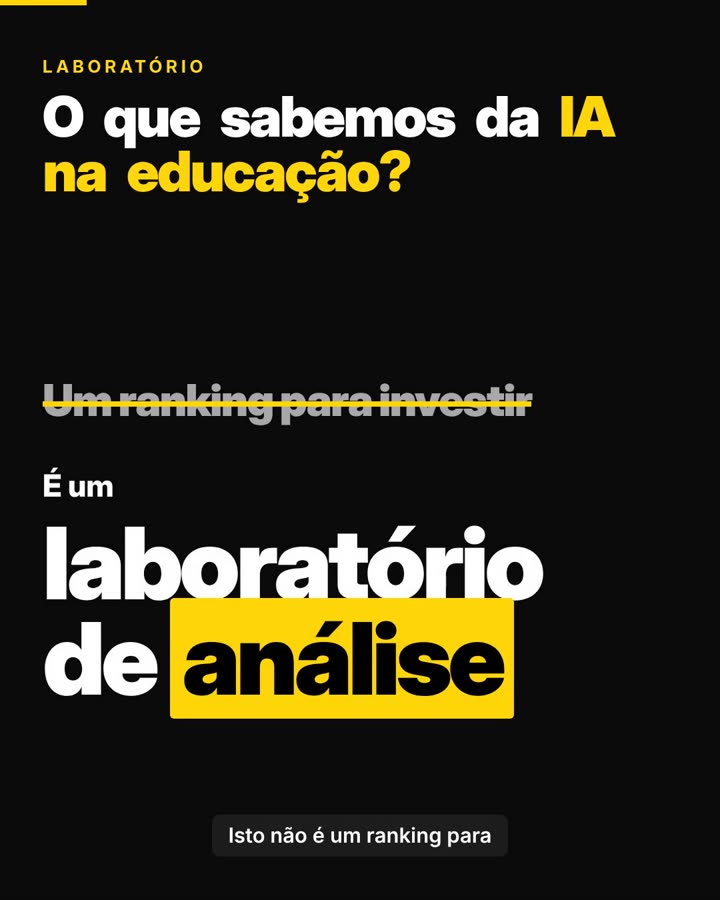 LABORATÓRIO
O que sabemos da IA
na educação?
Um ranking para investir
É um
laboratório
de análise
Isto não é um ranking para